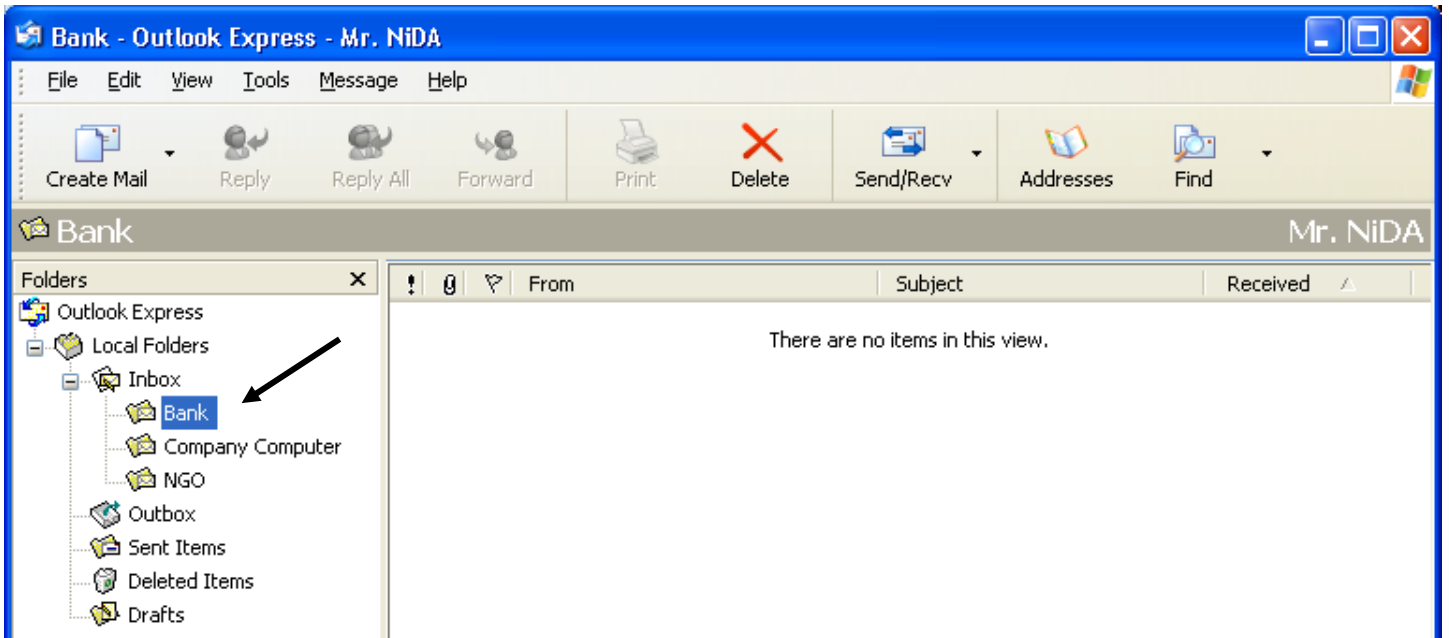 Bank - Outlook Express - Mr. NiDA
File Edit View Tools Message Help
Create Mail Reply Reply All Forward Print Delete Send/Recv Addresses Find
Bank Mr. NiDA
Folders
! From Subject Received
Outlook Express
There are no items in this view.
Local Folders
Inbox
Bank
Company Computer
NGO
Outbox
Sent Items
Deleted Items
Drafts